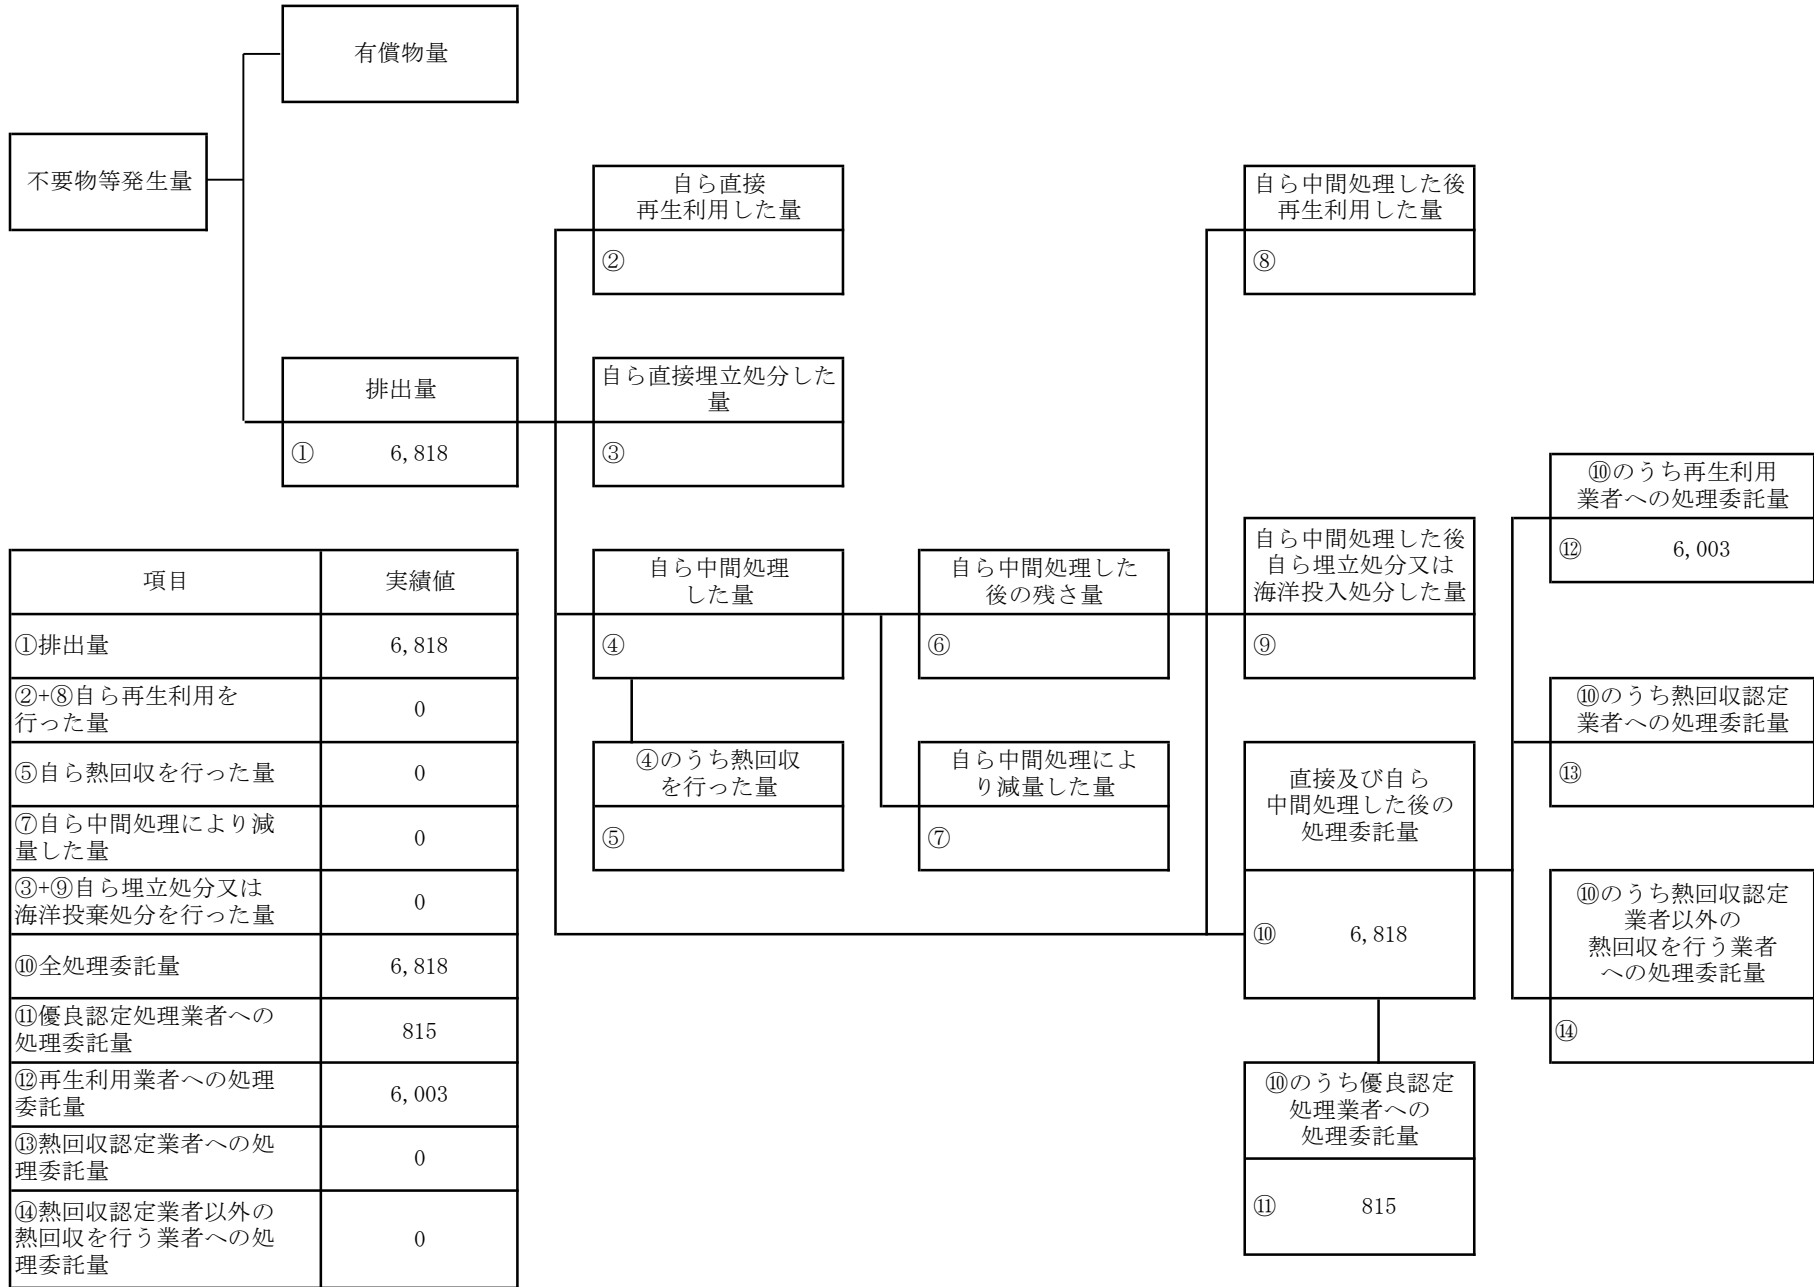 有償物量
不要物等発生量
自ら直接
再生利用した量
②
自ら中間処理した後
再生利用した量
⑧
排出量
① 6,818
自ら直接埋立処分した
量
③
⑩のうち再生利用
業者への処理委託量
⑫ 6,003
自ら中間処理
した量
④
自ら中間処理した
後の残さ量
⑥
自ら中間処理した後
自ら埋立処分又は
海洋投入処分した量
⑨
⑩のうち熱回収認定
業者への処理委託量
⑬
④のうち熱回収
を行った量
⑤
自ら中間処理によ
り減量した量
⑦
直接及び自ら
中間処理した後の
処理委託量
⑩ 6,818
⑩のうち熱回収認定
業者以外の
熱回収を行う業者
への処理委託量
⑭
⑩のうち優良認定
処理業者への
処理委託量
⑪ 815
項目 実績値
①排出量 6,818
②+⑧自ら再生利用を
行った量 0
⑤自ら熱回収を行った量 0
⑦自ら中間処理により減
量した量 0
③+⑨自ら埋立処分又は
海洋投棄処分を行った量 0
⑩全処理委託量 6,818
⑪優良認定処理業者への
処理委託量 815
⑫再生利用業者への処理
委託量 6,003
⑬熱回収認定業者への処
理委託量 0
⑭熱回収認定業者以外の
熱回収を行う業者への処
理委託量 0